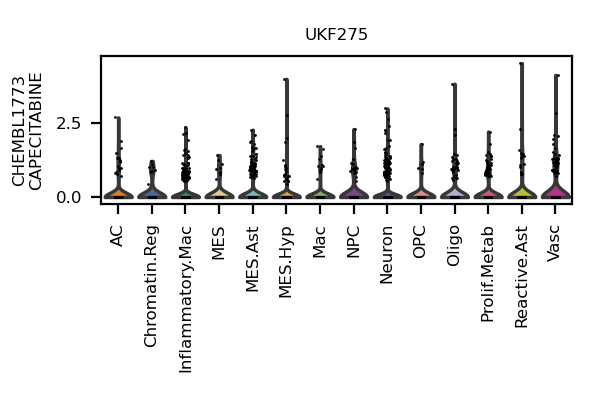 UKF275
CHEMBL1773
CAPECITABINE
2.5
0.0
AC
Chromatin.Reg
Inflammatory.Mac
MES
MES.Ast
MES.Hyp
Mac
NPC
Neuron
OPC
Oligo
Prolif.Metab
Reactive.Ast
Vasc